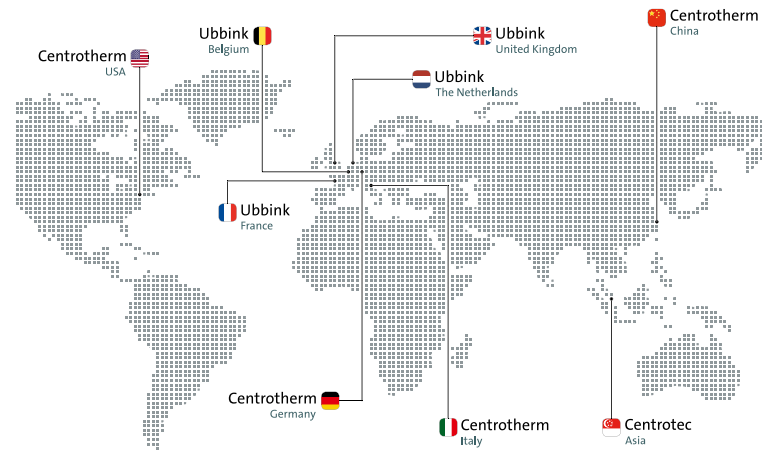 Centrotherm
China
Ubbink
Belgium
Ubbink
United Kingdom
Centrotherm
USA
Ubbink
The Netherlands
Ubbink
France
Centrotherm
Germany
Centrotherm
Italy
Centrotec
Asia